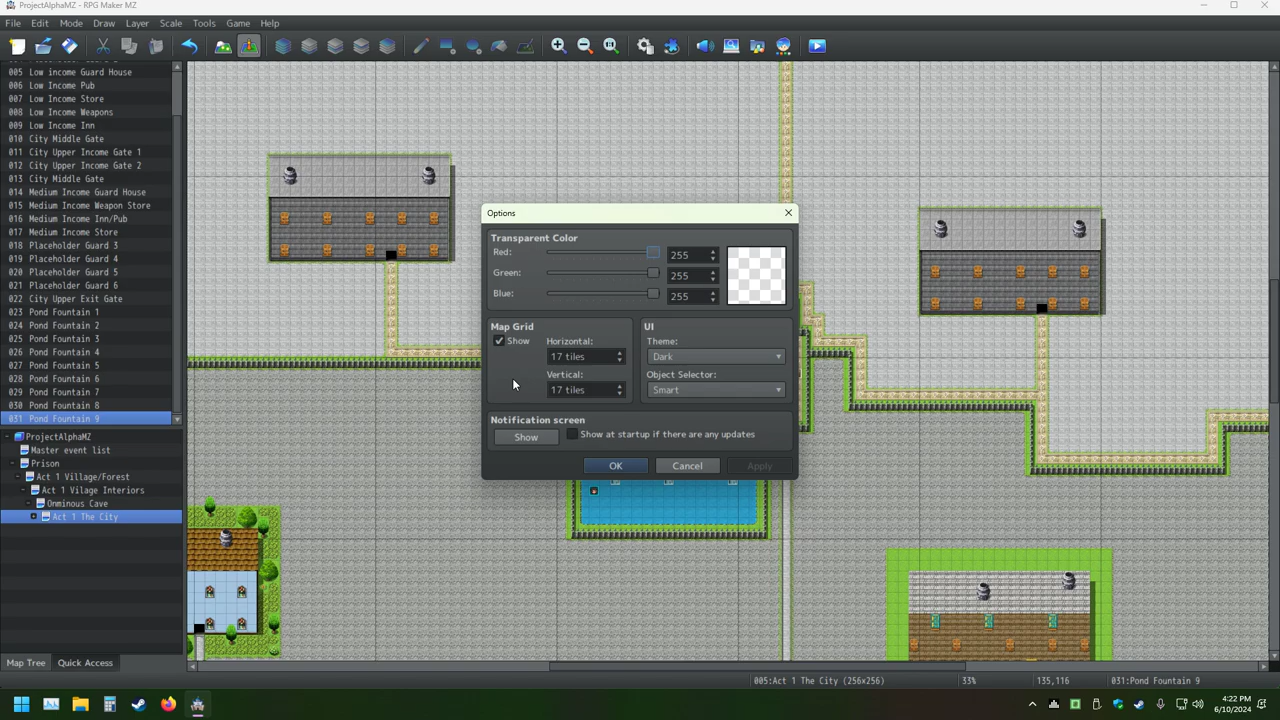 ProjectAlphaMZ - RPG Maker MZ
File Edit Mode Draw Layer Scale Tools Game Help
005 Low income Guard House
006 Low Income Pub
007 Low Income Store
008 Low Income Weapons
009 Low Income Inn
010 City Middle Gate
011 City Upper Income Gate 1
012 City Upper Income Gate 2
013 City Middle Gate
014 Medium Income Guard House
015 Medium Income Weapon Store
016 Medium Income Inn/Pub
017 Medium Income Store
018 Placeholder Guard 3
019 Placeholder Guard 4
020 Placeholder Guard 5
021 Placeholder Guard 6
022 City Upper Exit Gate
023 Pond Fountain 1
024 Pond Fountain 2
025 Pond Fountain 3
026 Pond Fountain 4
027 Pond Fountain 5
028 Pond Fountain 6
029 Pond Fountain 7
030 Pond Fountain 8
031 Pond Fountain 9
ProjectAlphaMZ
Master event list
Prison
Act 1 Village/Forest
Act 1 Vilage Interiors
Onminous Cave
Act 1 The City
Map Tree Quick Access
Options
Transparent Color
Red: 255
Green: 255
Blue: 255
Map Grid
Show
Horizontal:
17 tiles
Vertical:
17 tiles
UI
Theme:
Dark
Object Selector:
Smart
Notification screen
Show Show at startup if there are any updates
OK Cancel Apply
005:Act 1 The City (256x256) 33% 135,116 031:Pond Fountain 9
4:22 PM
6/10/2024